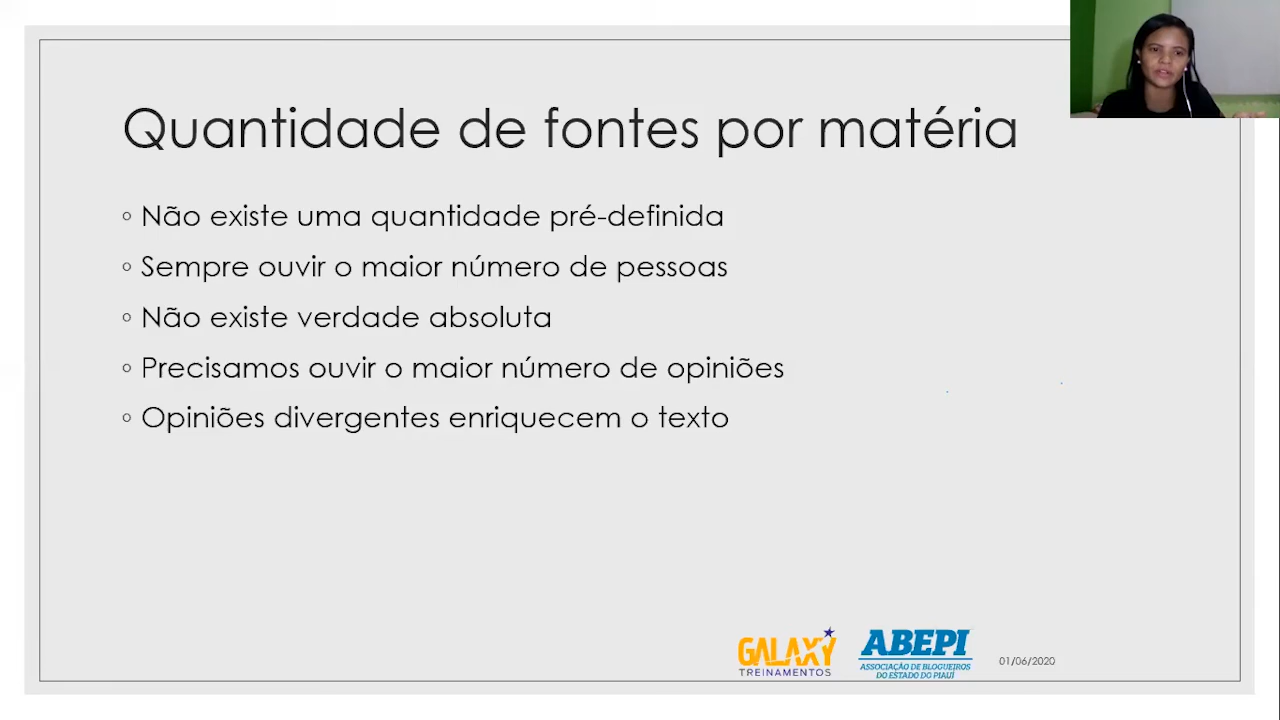 Quantidade de fontes por matéria
◦ Não existe uma quantidade pré-definida
◦ Sempre ouvir o maior número de pessoas
◦ Não existe verdade absoluta
◦ Precisamos ouvir o maior número de opiniões
◦ Opiniões divergentes enriquecem o texto
GALAXY
TREINAMENTOS
ABEPI
ASSOCIAÇÃO DE BLOGUEIROS
DO ESTADO DO PIAUÍ
01/06/2020